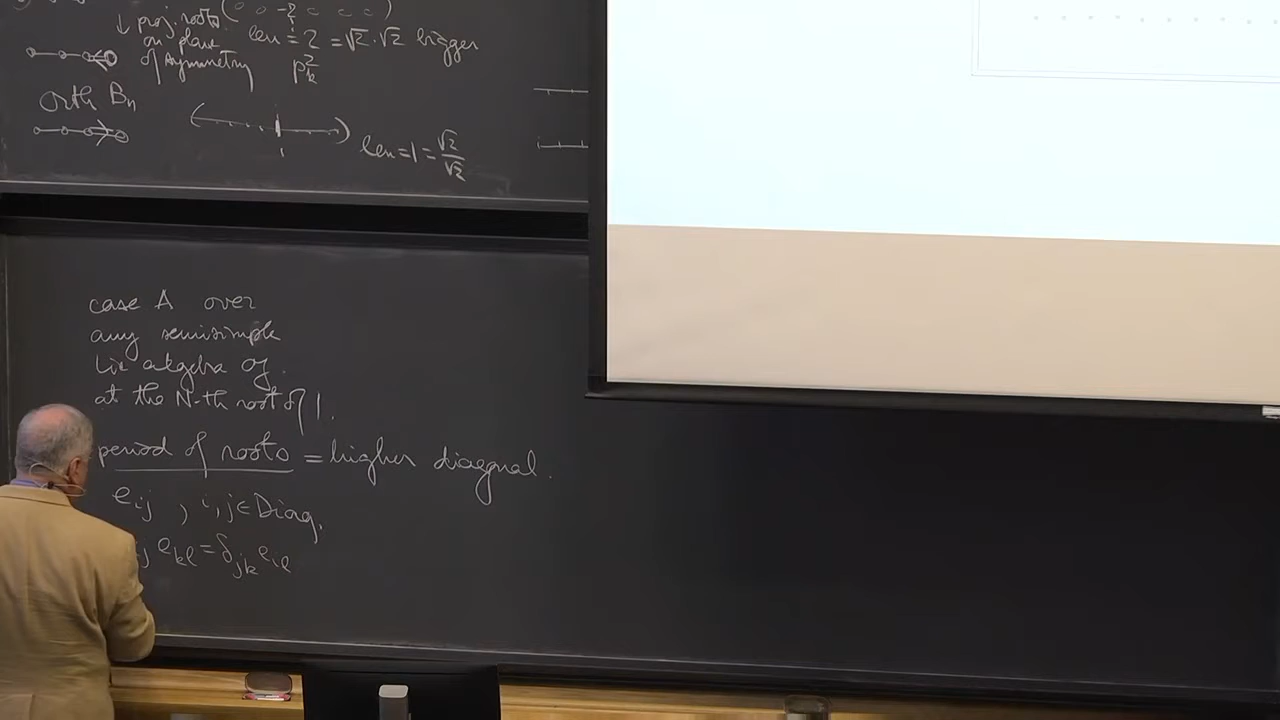 proj. roots
on plane
of symmetry
len = 2 = √2·√2 bigger
p_k^2
Orth B_n
len = 1 = √2/√2
case A over
any semisimple
Lie algebra g
at the N-th root of 1.
period of roots = higher diagonal.
e_ij , i,j ∈ Diag.
j e_kl = δ_jk e_il